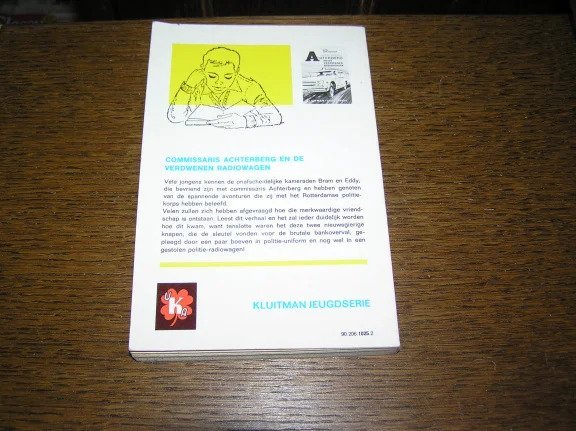 COMMISSARIS ACHTERBERG EN DE
VERDWENEN RADIOWAGEN
Vele jongens kennen de onafscheidelijke kameraden Bram en Eddy,
die bevriend zijn met commissaris Achterberg en hebben genoten
van de spannende avonturen die zij met het Rotterdamse politie-
korps hebben beleefd.
Velen zullen zich hebben afgevraagd hoe die merkwaardige vriend-
schap is ontstaan. Leest dit verhaal en het zal ieder duidelijk worden
hoe dit kwam, want tenslotte waren het deze twee nieuwsgierige
knapen, die de sleutel vonden voor de brutale bankoverval, ge-
pleegd door een paar boeven in politie-uniform en nog wel in een
gestolen politie-radiowagen!
K
KLUITMAN JEUGDSERIE
90 206 1025 2